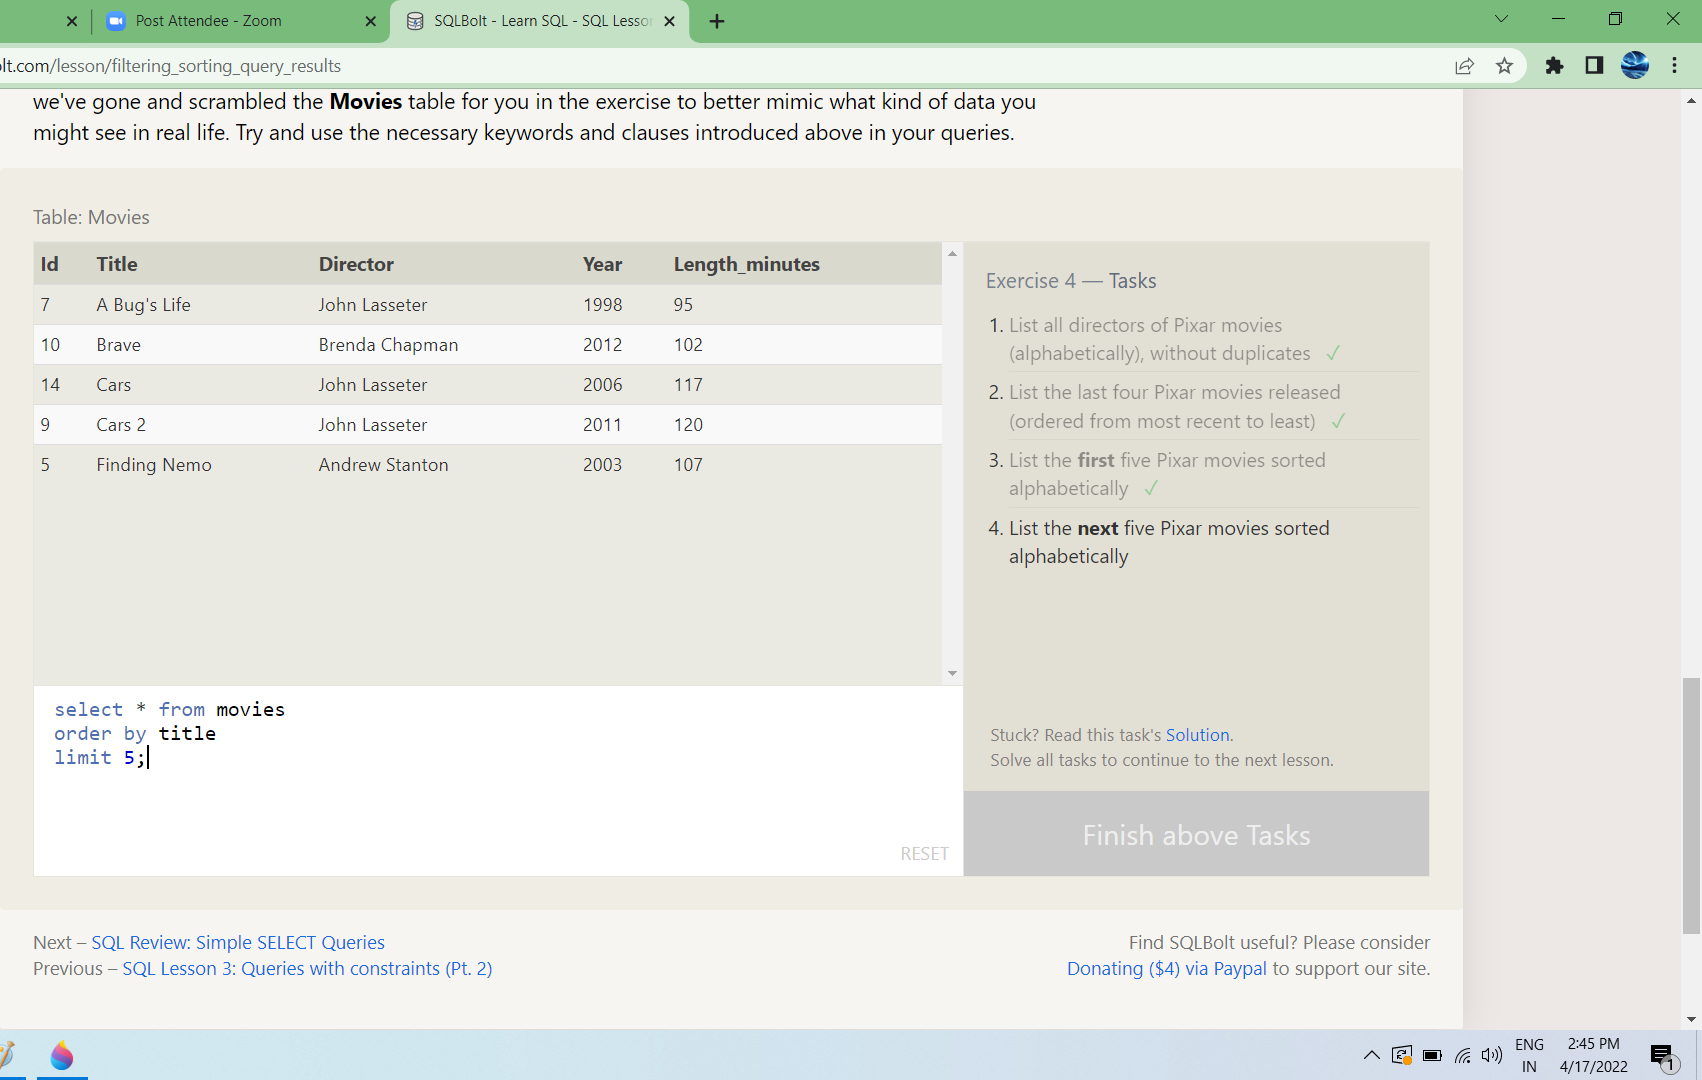 Post Attendee - Zoom
SQLBolt - Learn SQL - SQL Lesso
lt.com/lesson/filtering_sorting_query_results
we've gone and scrambled the Movies table for you in the exercise to better mimic what kind of data you
might see in real life. Try and use the necessary keywords and clauses introduced above in your queries.
Table: Movies
Id Title Director Year Length_minutes
7 A Bug's Life John Lasseter 1998 95
10 Brave Brenda Chapman 2012 102
14 Cars John Lasseter 2006 117
9 Cars 2 John Lasseter 2011 120
5 Finding Nemo Andrew Stanton 2003 107
select * from movies
order by title
limit 5;
RESET
Exercise 4 — Tasks
1. List all directors of Pixar movies
(alphabetically), without duplicates ✓
2. List the last four Pixar movies released
(ordered from most recent to least) ✓
3. List the first five Pixar movies sorted
alphabetically ✓
4. List the next five Pixar movies sorted
alphabetically
Stuck? Read this task's Solution.
Solve all tasks to continue to the next lesson.
Finish above Tasks
Next – SQL Review: Simple SELECT Queries
Previous – SQL Lesson 3: Queries with constraints (Pt. 2)
Find SQLBolt useful? Please consider
Donating ($4) via Paypal to support our site.
ENG
IN
2:45 PM
4/17/2022
1